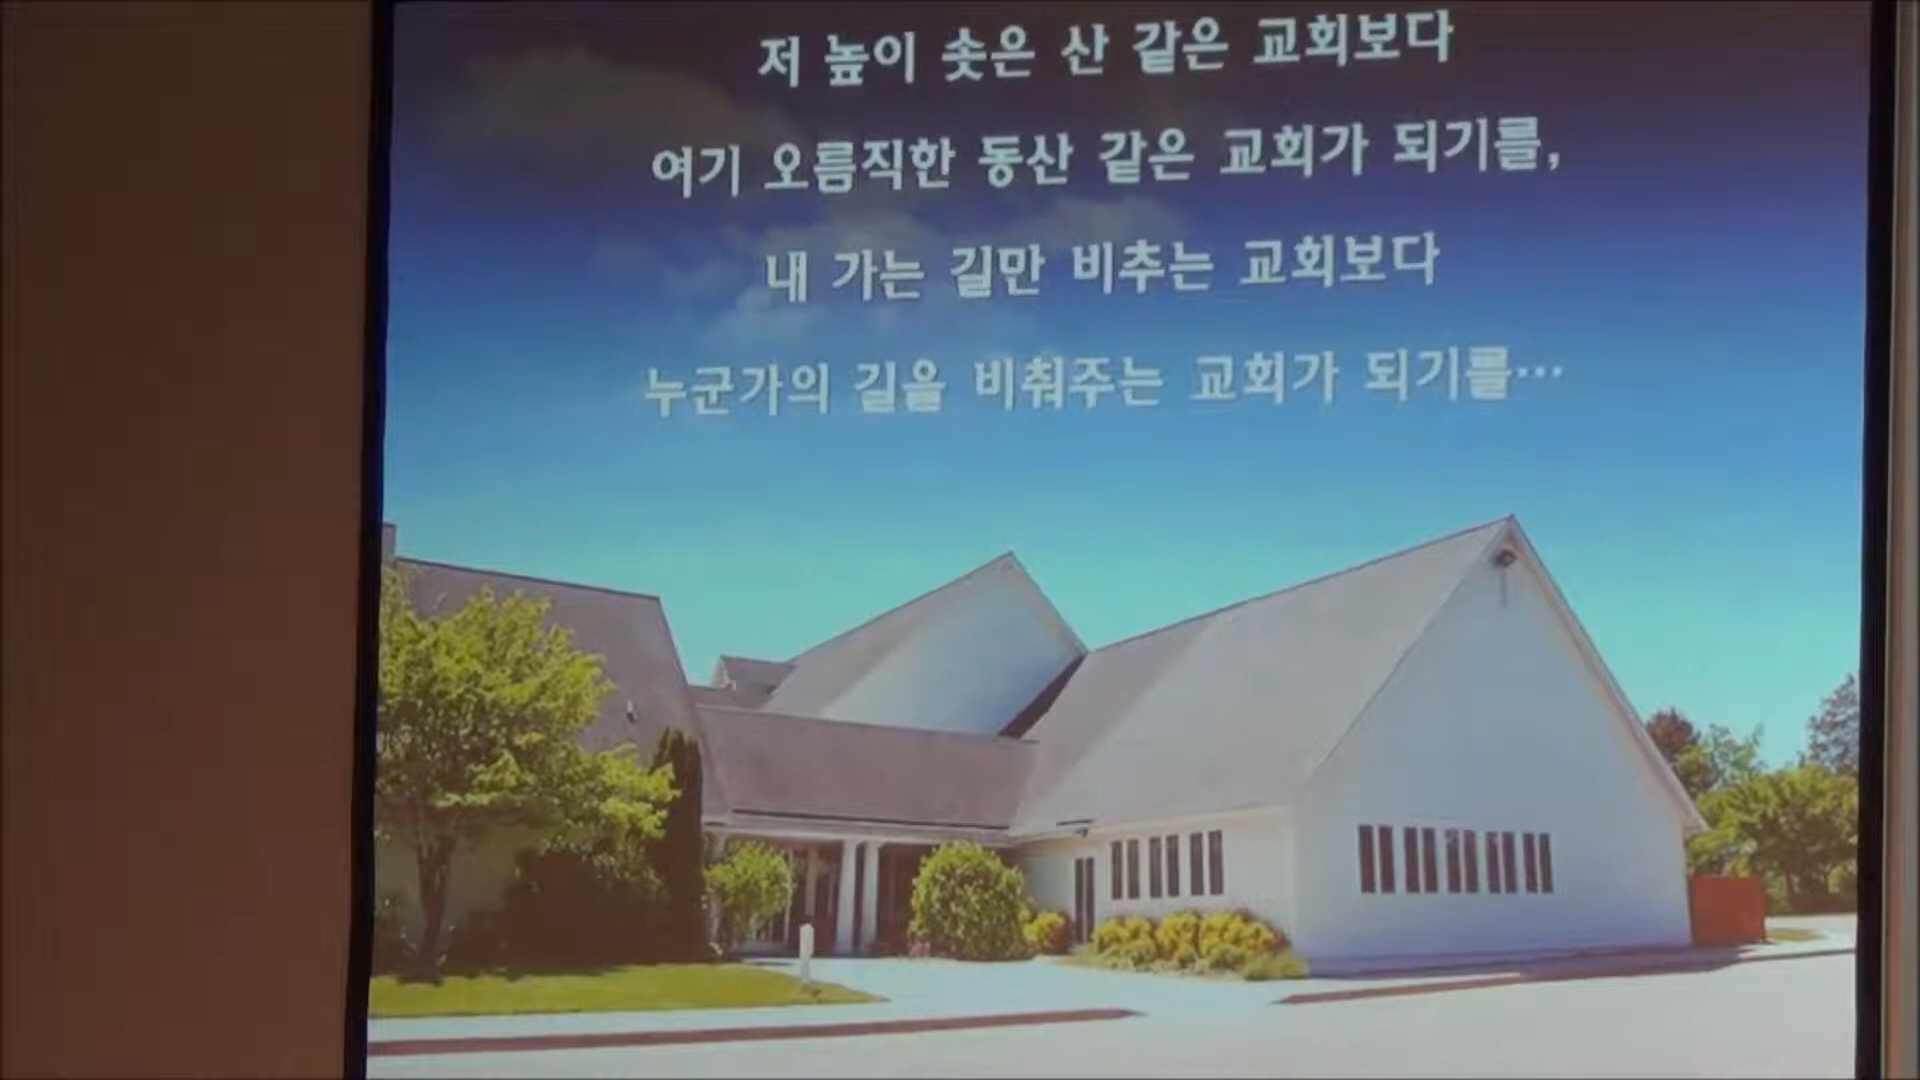 저 높이 솟은 산 같은 교회보다
여기 오름직한 동산 같은 교회가 되기를,
내 가는 길만 비추는 교회보다
누군가의 길을 비춰주는 교회가 되기를…